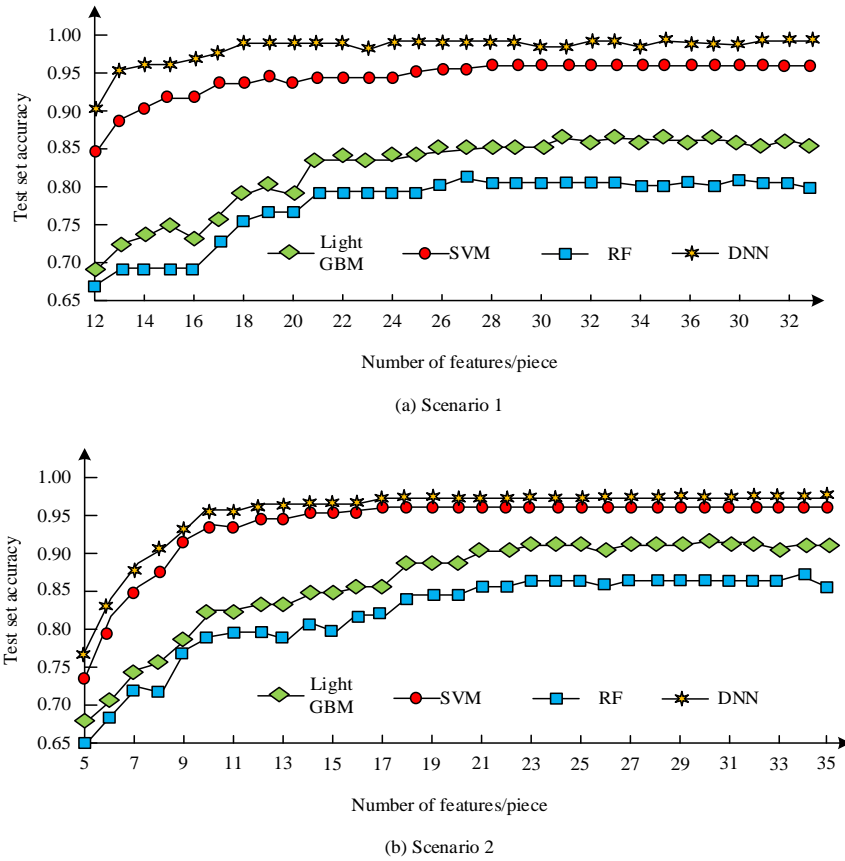 1.00
0.95
0.90
0.85
0.80
0.75
0.70
0.65
Test set accuracy
Light GBM
SVM
RF
DNN
12 14 16 18 20 22 24 26 28 30 32 34 36 30 32
Number of features/piece
(a) Scenario 1
1.00
0.95
0.90
0.85
0.80
0.75
0.70
0.65
Test set accuracy
Light GBM
SVM
RF
DNN
5 7 9 11 13 15 17 19 21 23 25 27 29 31 33 35
Number of features/piece
(b) Scenario 2